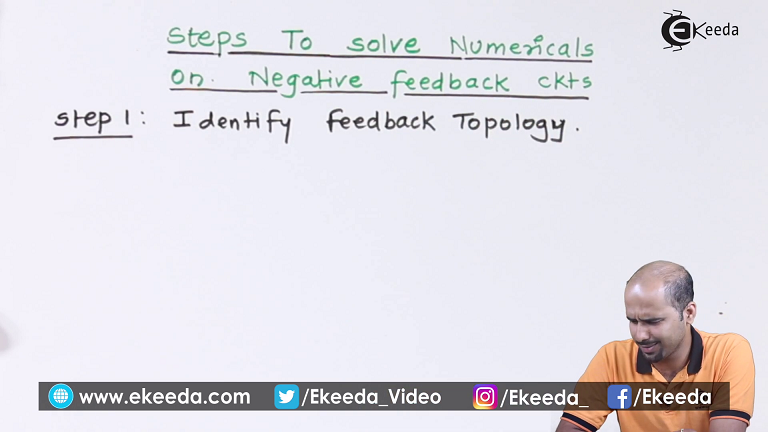 Steps To solve Numericals
on. Negative feedback ckts
Ekeeda
Step 1: Identify feedback Topology.
www.ekeeda.com /Ekeeda_Video /Ekeeda_ /Ekeeda